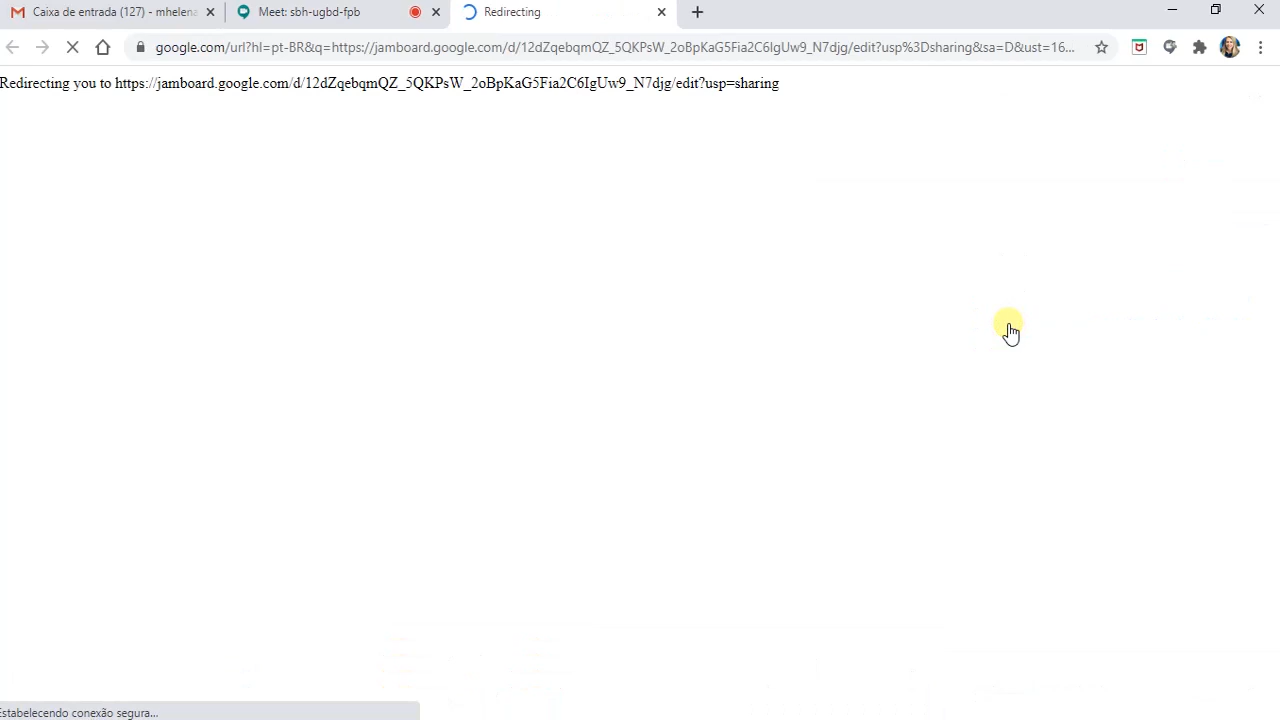 Caixa de entrada (127) - mhelena
Meet: sbh-ugbd-fpb
Redirecting
google.com/url?hl=pt-BR&q=https://jamboard.google.com/d/12dZqebqmQZ_5QKPsW_2oBpKaG5Fia2C6IgUw9_N7djg/edit?usp%3Dsharing&sa=D&ust=16...
Redirecting you to https://jamboard.google.com/d/12dZqebqmQZ_5QKPsW_2oBpKaG5Fia2C6IgUw9_N7djg/edit?usp=sharing
Estabelecendo conexão segura...